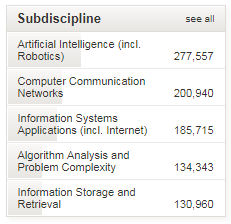 Subdiscipline see all
Artificial Intelligence (incl.
Robotics) 277,557
Computer Communication
Networks 200,940
Information Systems
Applications (incl. Internet) 185,715
Algorithm Analysis and
Problem Complexity 134,343
Information Storage and
Retrieval 130,960